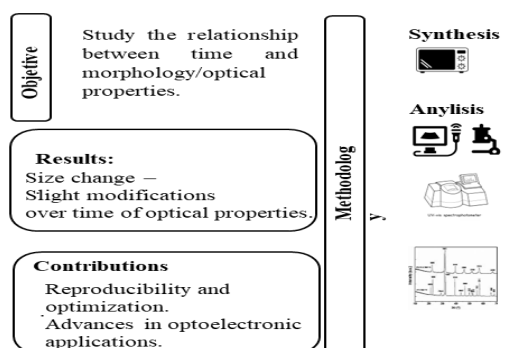 Objetive
Study the relationship
between time and
morphology/optical
properties.
Results:
Size change –
Slight modifications
over time of optical properties.
Contributions
Reproducibility and
optimization.
Advances in optoelectronic
applications.
Methodolog
y
Synthesis
Anylisis
UV-vis spectrophotometer